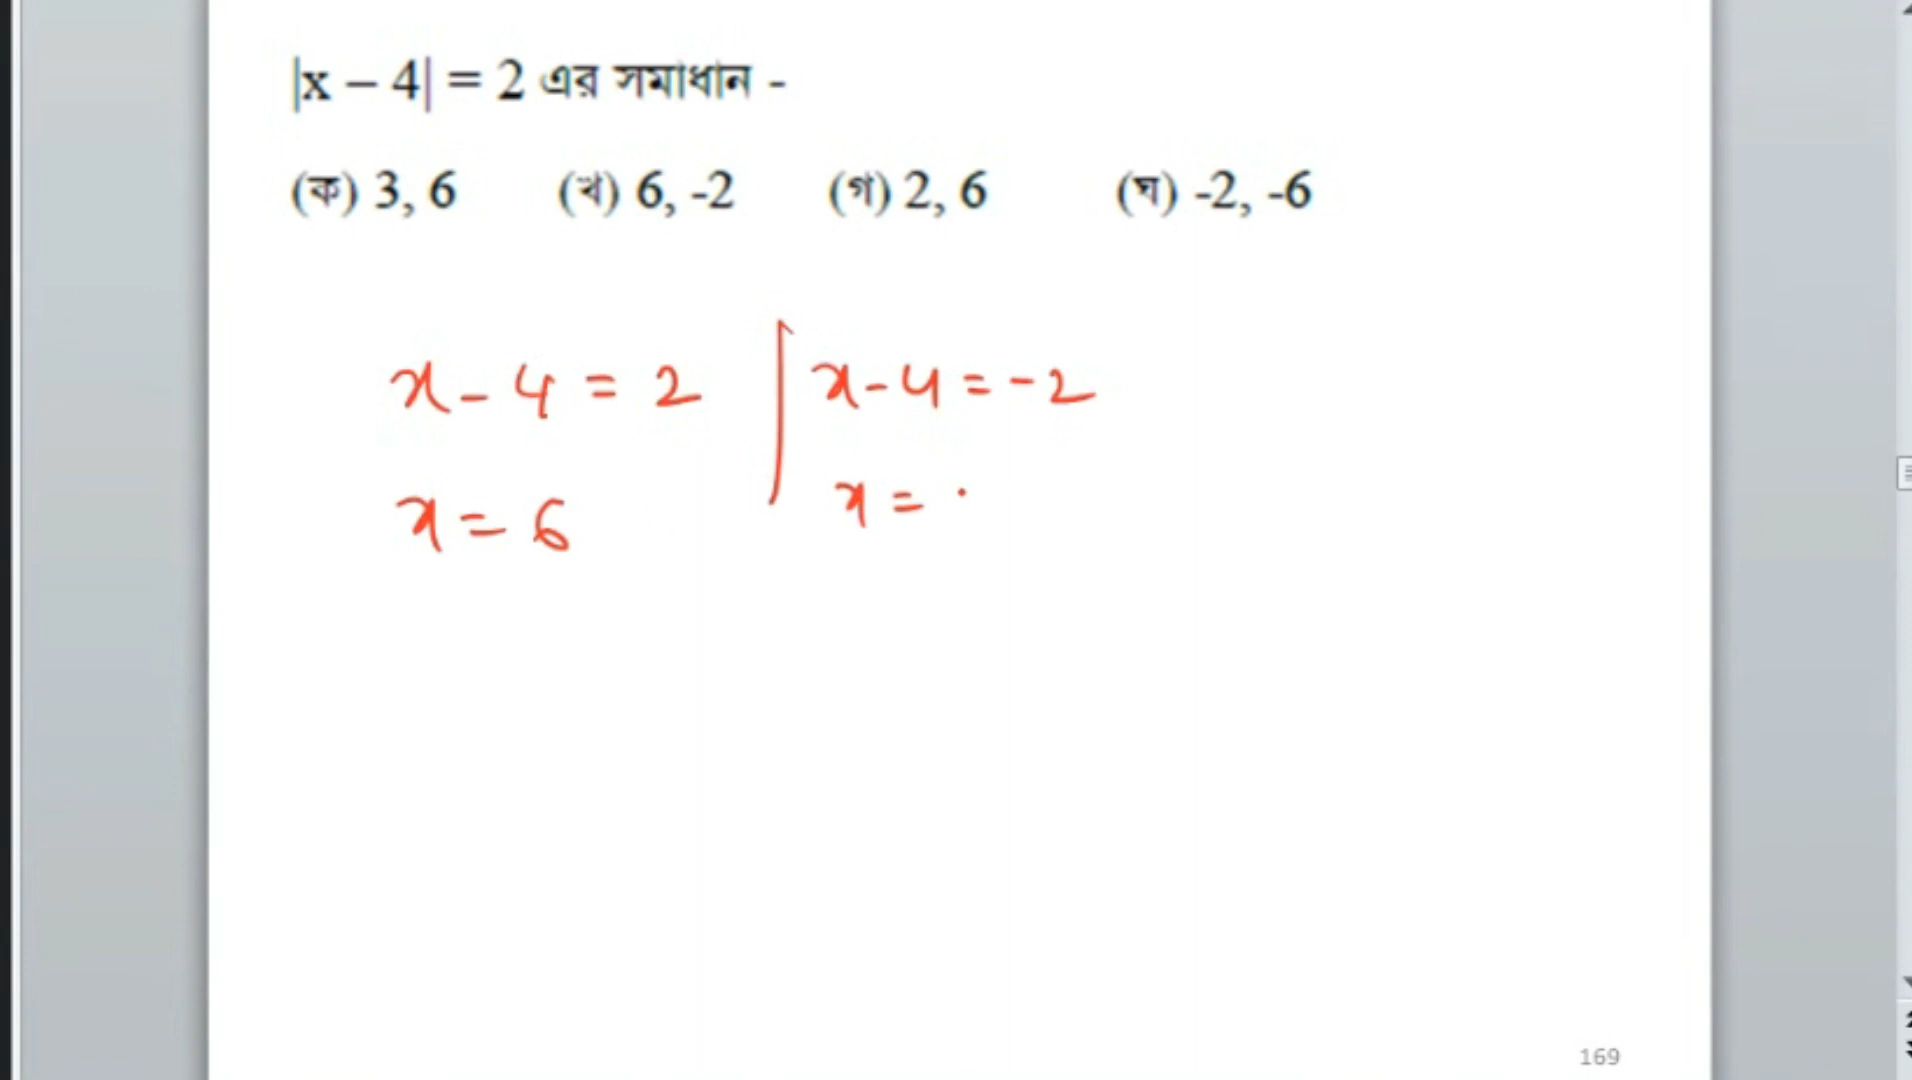 |x – 4| = 2 এর সমাধান -
(ক) 3, 6 (খ) 6, -2 (গ) 2, 6 (ঘ) -2, -6
x - 4 = 2 | x - 4 = - 2
x = 6 x =
169